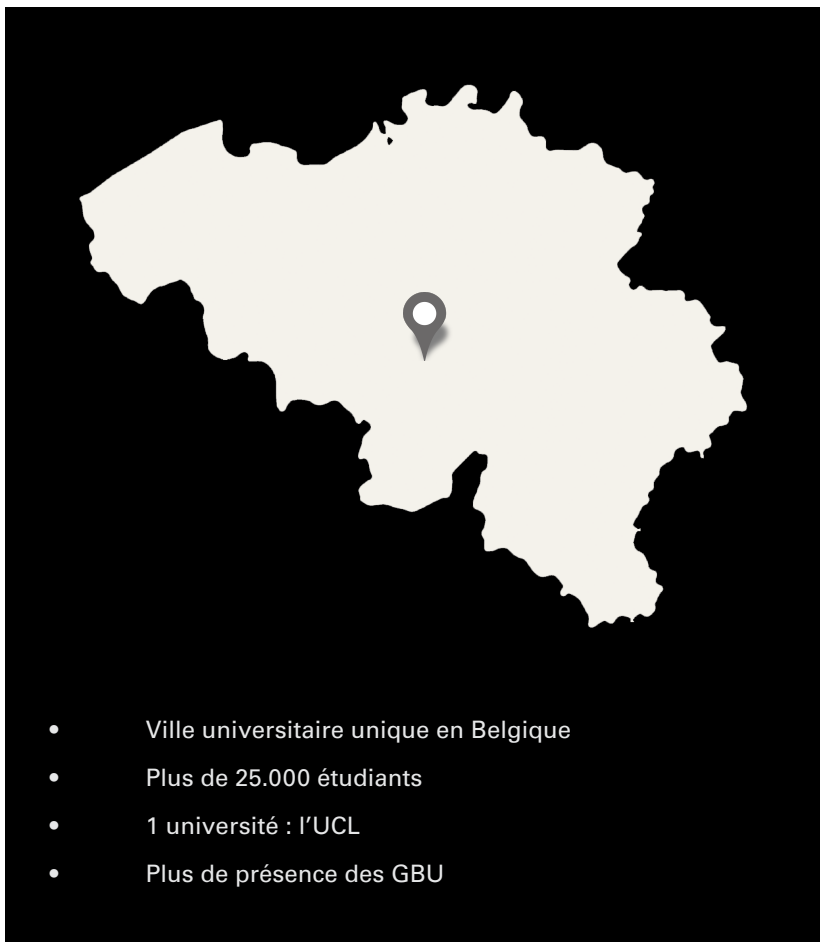 • Ville universitaire unique en Belgique
• Plus de 25.000 étudiants
• 1 université : l’UCL
• Plus de présence des GBU